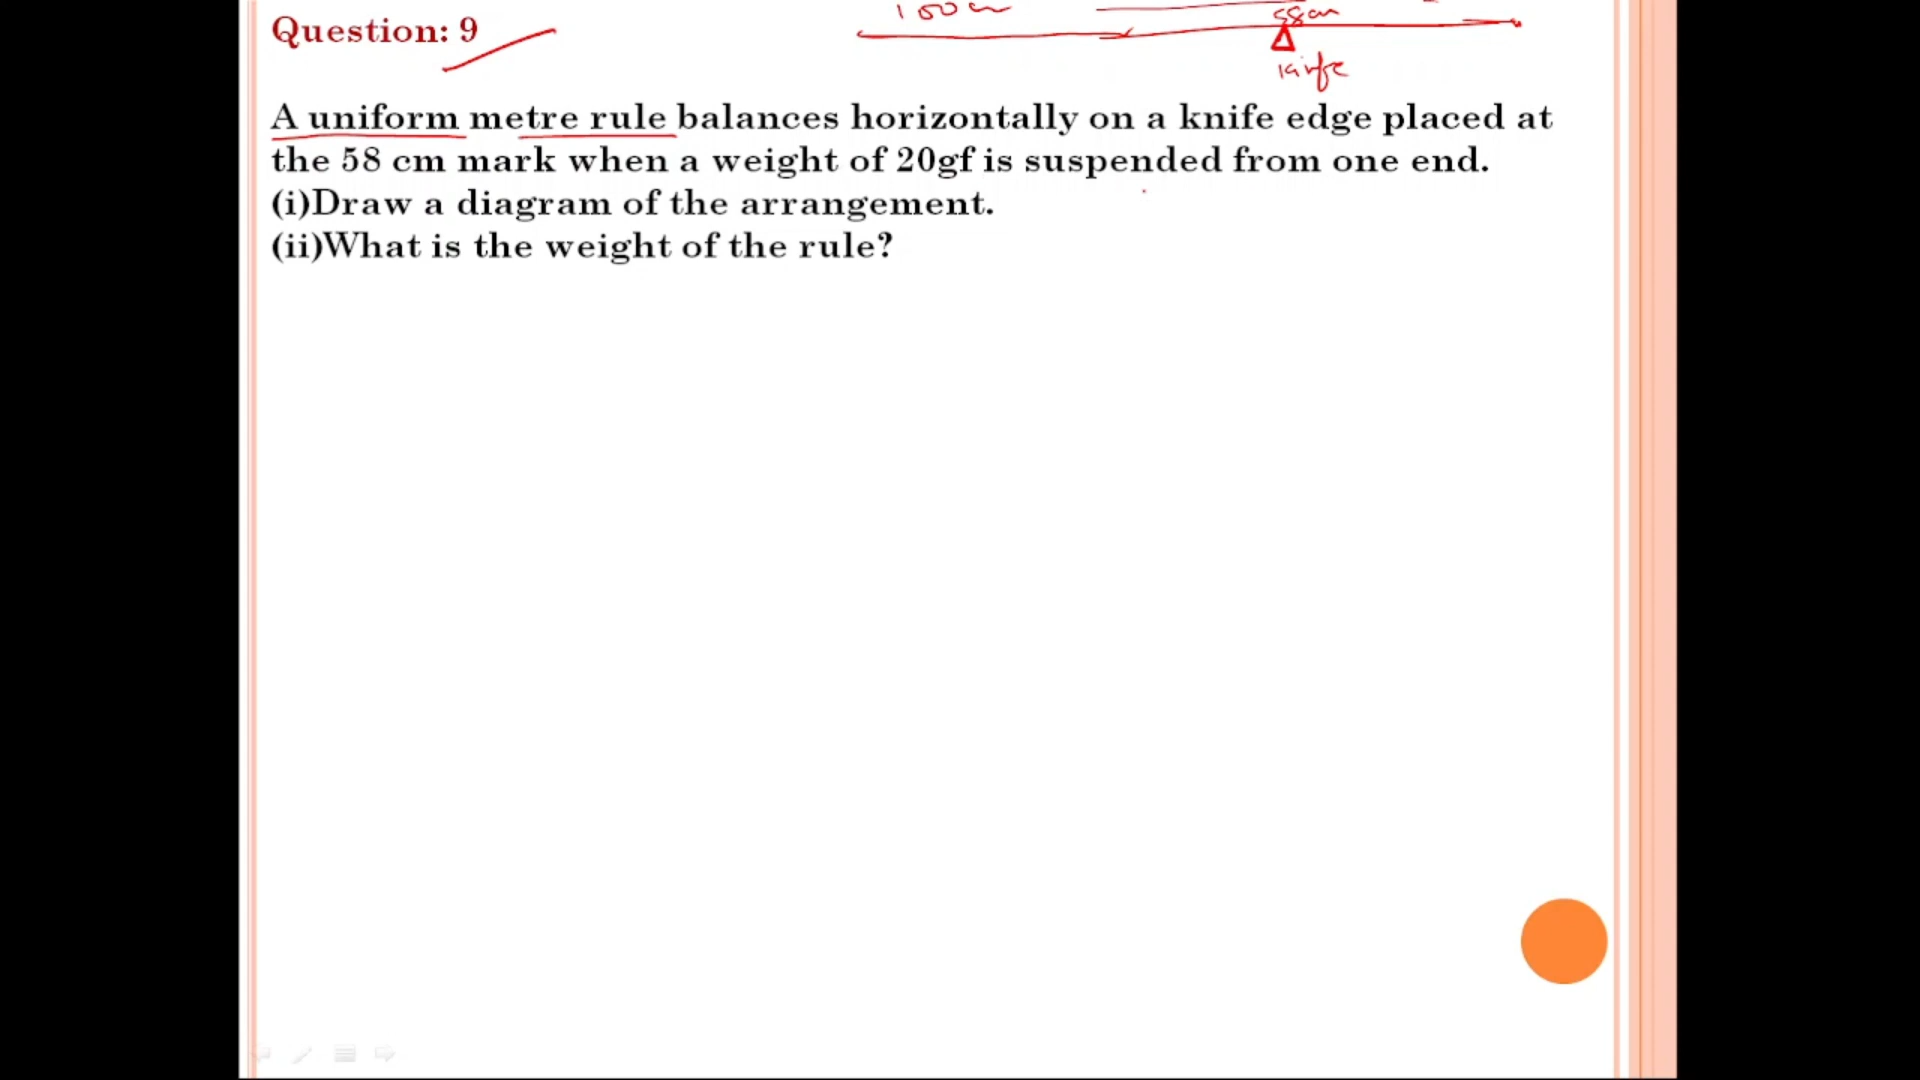 Question: 9
58cm
knife
A uniform metre rule balances horizontally on a knife edge placed at
the 58 cm mark when a weight of 20gf is suspended from one end.
(i)Draw a diagram of the arrangement.
(ii)What is the weight of the rule?